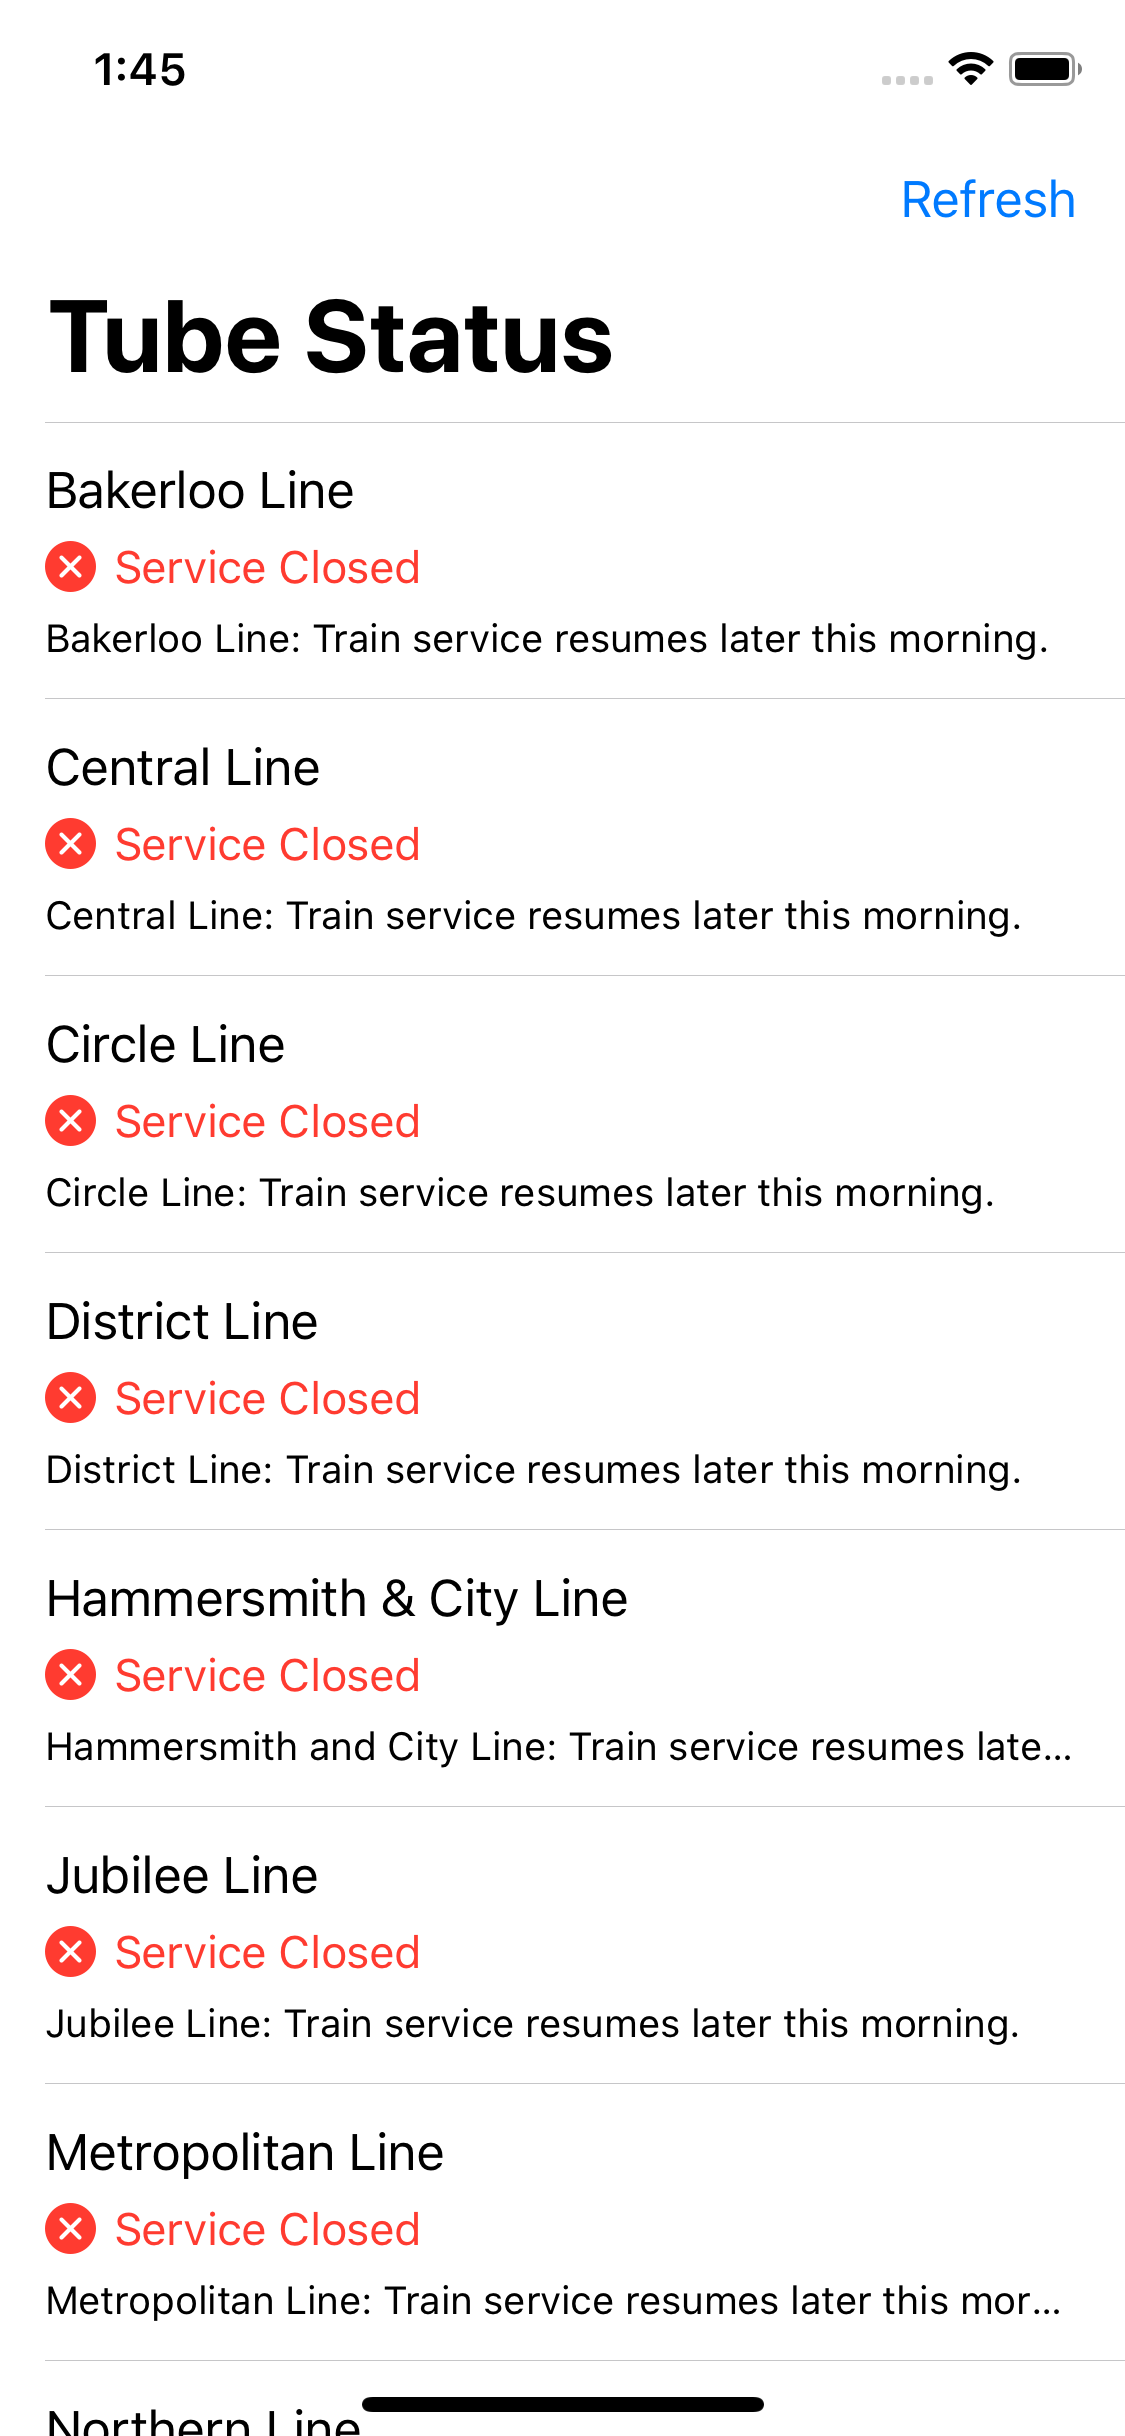 1:45
Refresh
Tube Status
Bakerloo Line
Service Closed
Bakerloo Line: Train service resumes later this morning.
Central Line
Service Closed
Central Line: Train service resumes later this morning.
Circle Line
Service Closed
Circle Line: Train service resumes later this morning.
District Line
Service Closed
District Line: Train service resumes later this morning.
Hammersmith & City Line
Service Closed
Hammersmith and City Line: Train service resumes late...
Jubilee Line
Service Closed
Jubilee Line: Train service resumes later this morning.
Metropolitan Line
Service Closed
Metropolitan Line: Train service resumes later this mor...
Northern Line